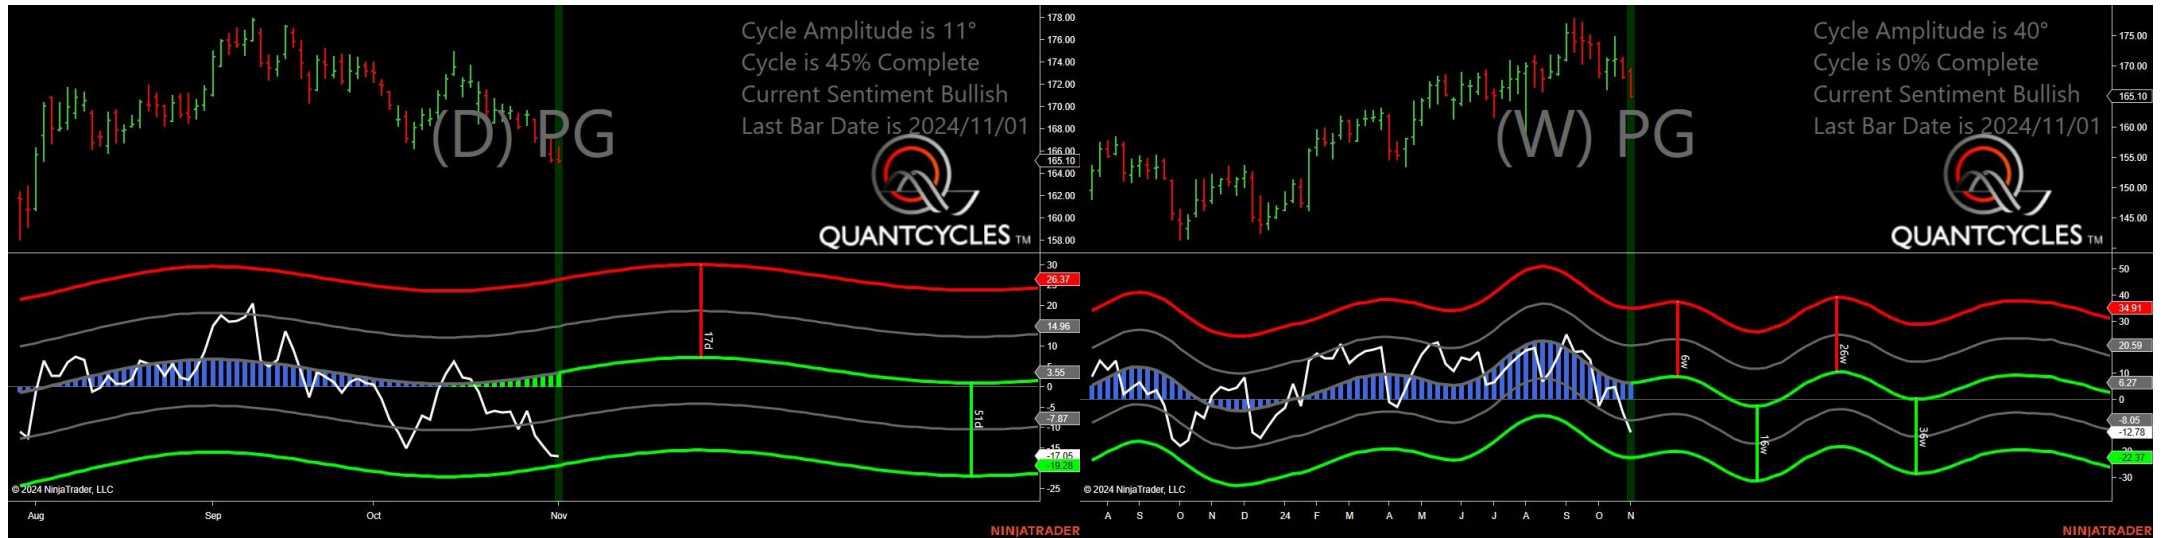 Cycle Amplitude is 11°
Cycle is 45% Complete
Current Sentiment Bullish
Last Bar Date is 2024/11/01
(D) PG
QUANTCYCLES TM
178.00
176.00
174.00
172.00
170.00
168.00
166.00
165.10
164.00
162.00
160.00
158.00
30
26.37
20
14.96
10
3.55
0
-5
-7.87
-10
-15
-17.05
-19.28
-25
17d
51d
© 2024 NinjaTrader, LLC
Aug
Sep
Oct
Nov
NINJATRADER
Cycle Amplitude is 40°
Cycle is 0% Complete
Current Sentiment Bullish
Last Bar Date is 2024/11/01
(W) PG
QUANTCYCLES TM
175.00
170.00
165.10
160.00
155.00
150.00
145.00
50
40
34.91
30
20.59
10
6.27
0
-8.05
-12.78
-22.37
-30
6w
16w
26w
36w
© 2024 NinjaTrader, LLC
A S O N D 24 F M A M J J A S O N
NINJATRADER